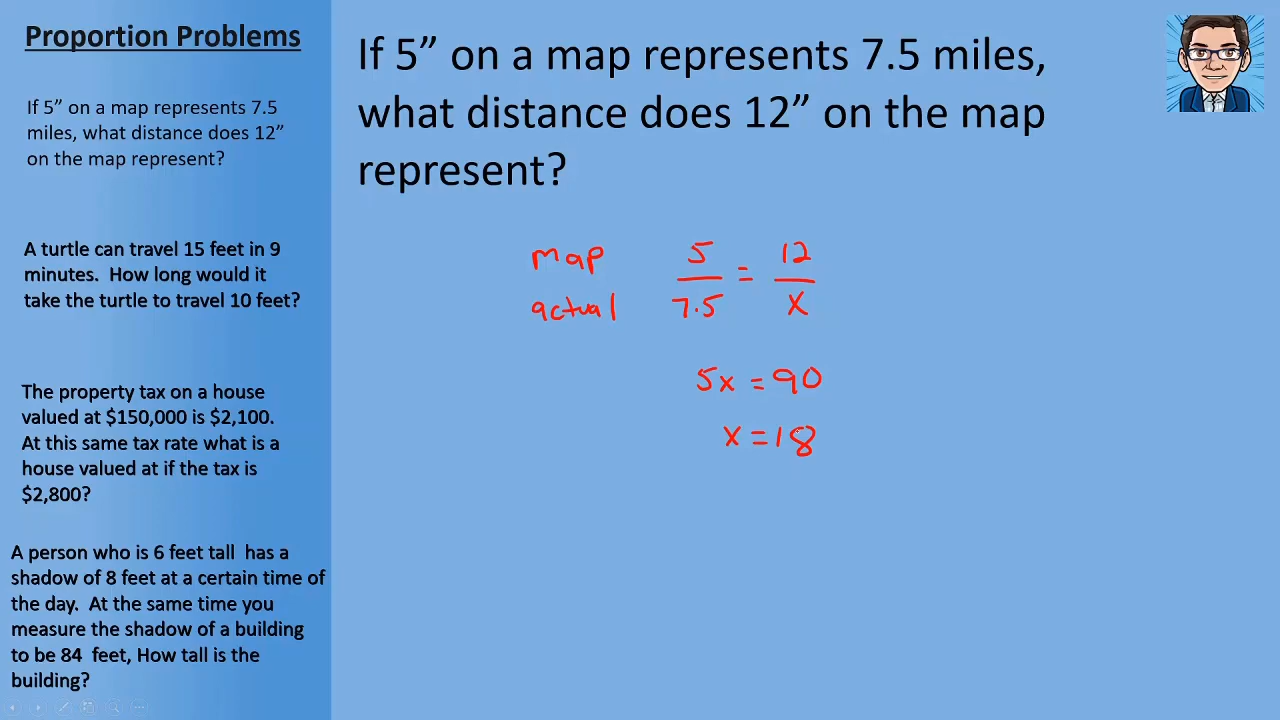 Proportion Problems
If 5” on a map represents 7.5
miles, what distance does 12”
on the map represent?
A turtle can travel 15 feet in 9
minutes.  How long would it
take the turtle to travel 10 feet?
The property tax on a house
valued at $150,000 is $2,100.
At this same tax rate what is a
house valued at if the tax is
$2,800?
A person who is 6 feet tall  has a
shadow of 8 feet at a certain time of
the day.  At the same time you
measure the shadow of a building
to be 84  feet, How tall is the
building?
If 5” on a map represents 7.5 miles,
what distance does 12” on the map
represent?
map 5 = 12
actual 7.5 x
5x = 90
x = 18